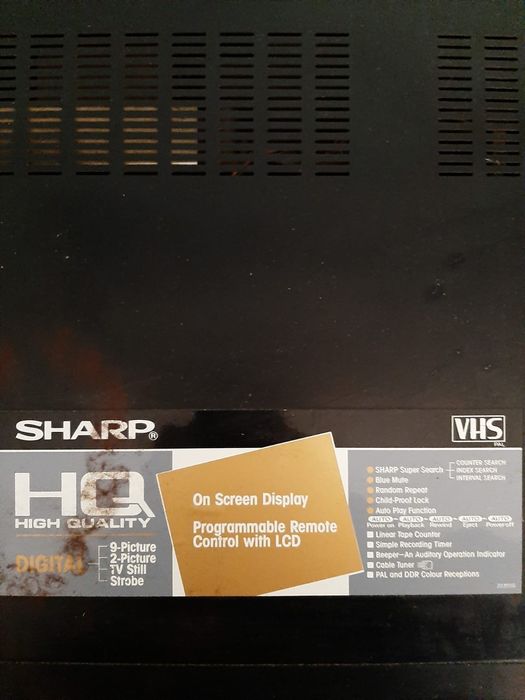 SHARP®
VHS
PAL
HQ
HIGH QUALITY
DIGITAL
9-Picture
2-Picture
TV Still
Strobe
On Screen Display
Programmable Remote
Control with LCD
SHARP Super Search
COUNTER SEARCH
INDEX SEARCH
INTERVAL SEARCH
Blue Mute
Random Repeat
Child-Proof Lock
Auto Play Function
AUTO AUTO AUTO AUTO AUTO
Power on Playback Rewind Eject Power-off
Linear Tape Counter
Simple Recording Timer
Beeper—An Auditory Operation Indicator
Cable Tuner
PAL and DDR Colour Receptions